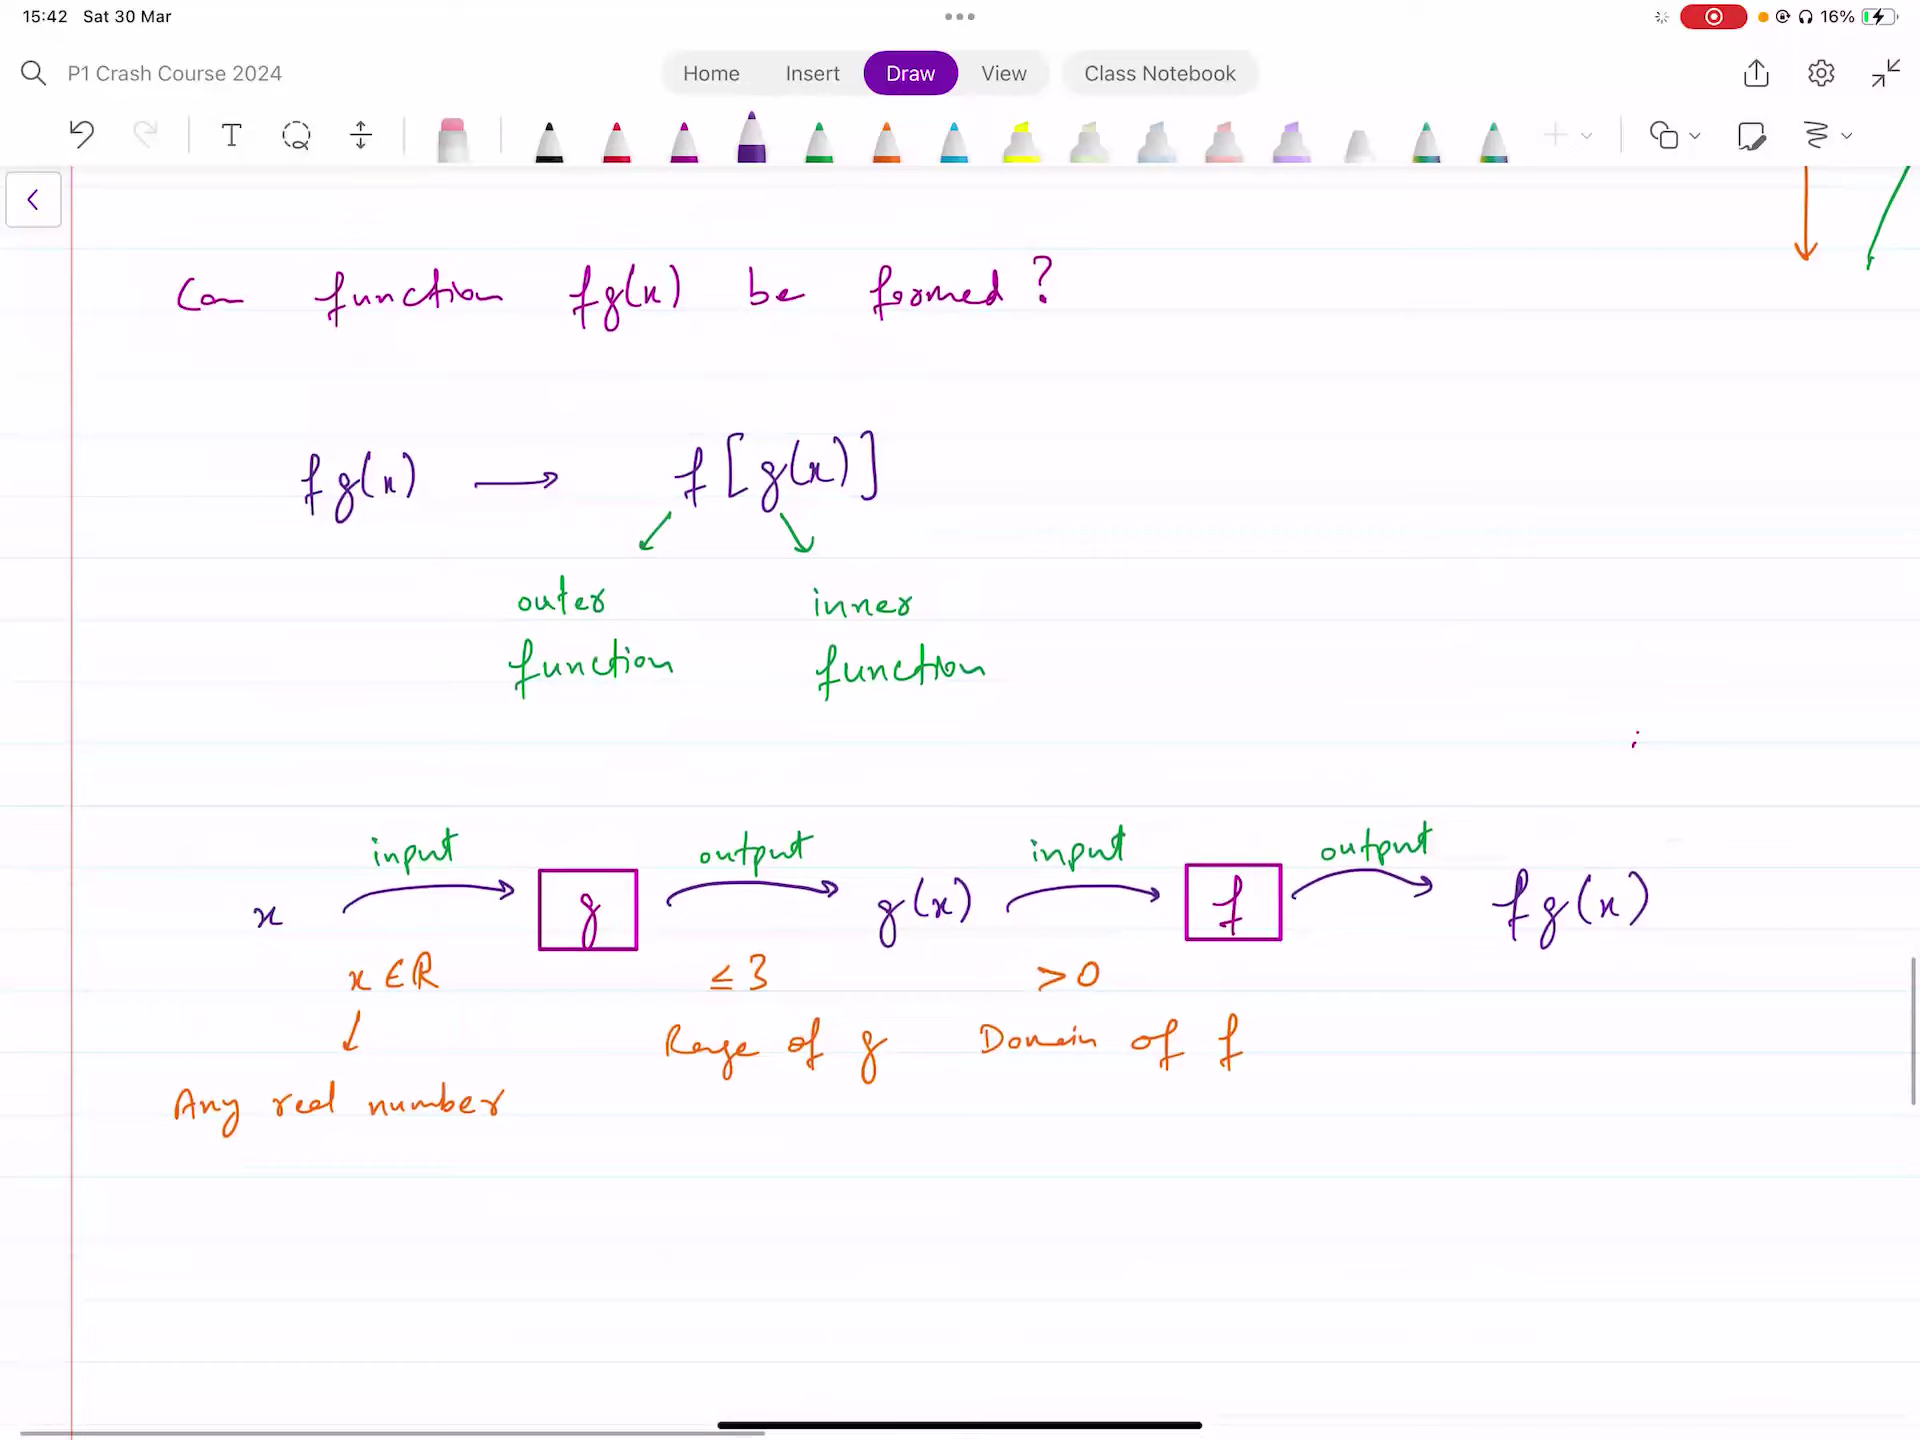 15:42 Sat 30 Mar
16%
P1 Crash Course 2024
Home Insert Draw View Class Notebook
T
Can function fg(x) be formed?
fg(x) → f[g(x)]
outer inner
function function
input output input output
x g g(x) f fg(x)
x ∈ R ≤ 3 > 0
Range of g Domain of f
Any real number